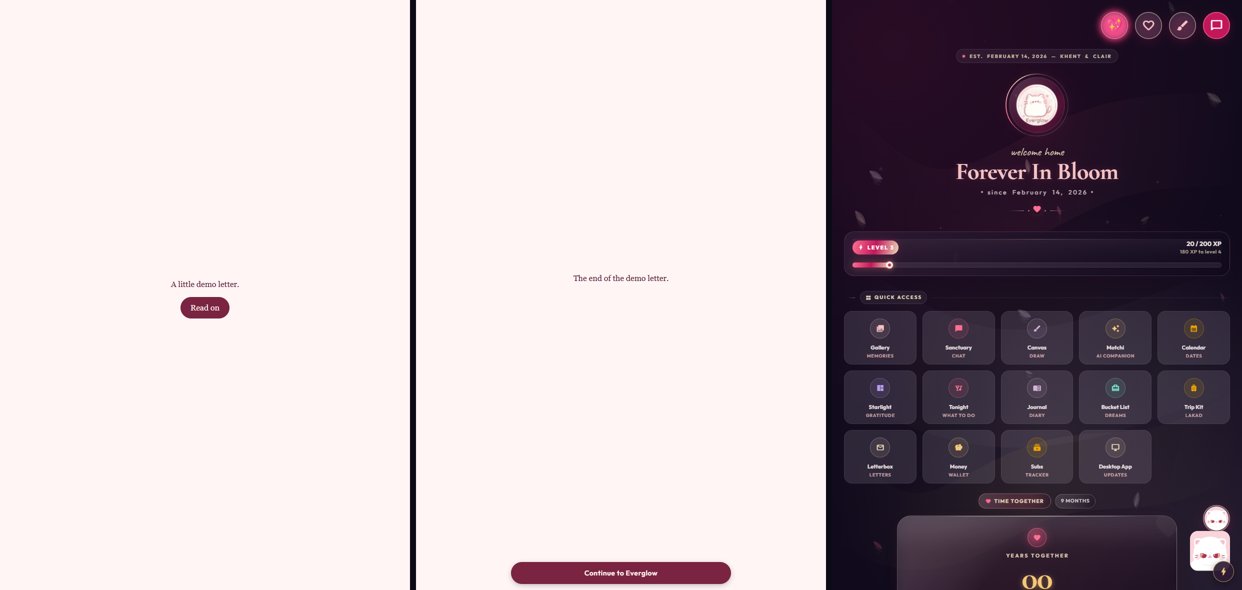 A little demo letter.
Read on
The end of the demo letter.
Continue to Everglow
EST. FEBRUARY 14, 2026 — KHENT & CLAIR
Everglow
welcome home
Forever In Bloom
• since February 14, 2026 •
LEVEL 3
20 / 200 XP
180 XP to level 4
QUICK ACCESS
Gallery
MEMORIES
Sanctuary
CHAT
Canvas
DRAW
Matchi
AI COMPANION
Calendar
DATES
Starlight
GRATITUDE
Tonight
WHAT TO DO
Journal
DIARY
Bucket List
DREAMS
Trip Kit
LAKAD
Letterbox
LETTERS
Money
WALLET
Subs
TRACKER
Desktop App
UPDATES
TIME TOGETHER
9 MONTHS
YEARS TOGETHER
00